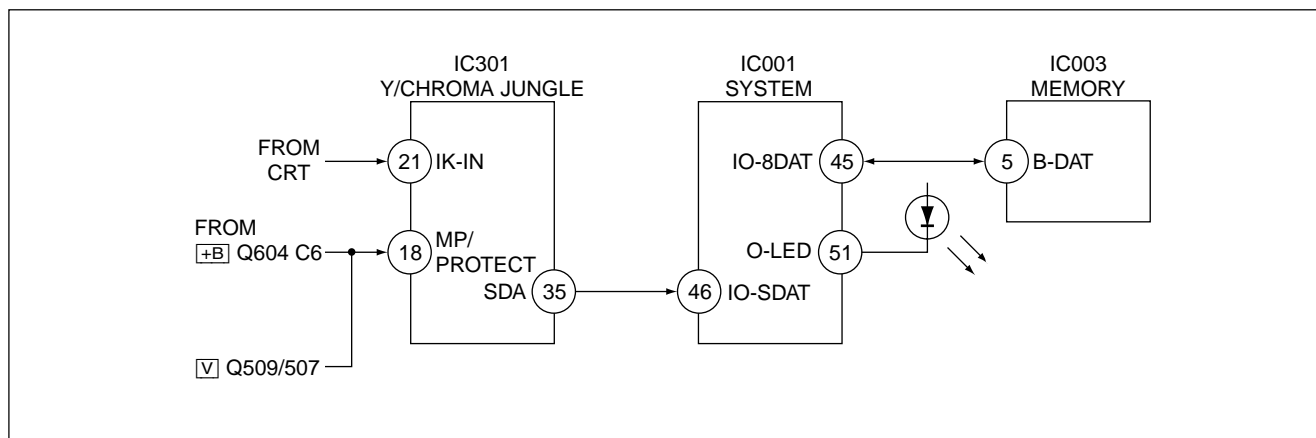 IC301
Y/CHROMA JUNGLE
IC001
SYSTEM
IC003
MEMORY
FROM
CRT
21
IK-IN
IO-8DAT
45
5
B-DAT
FROM
+B Q604 C6
18
MP/
PROTECT
O-LED
51
SDA
35
46
IO-SDAT
V Q509/507